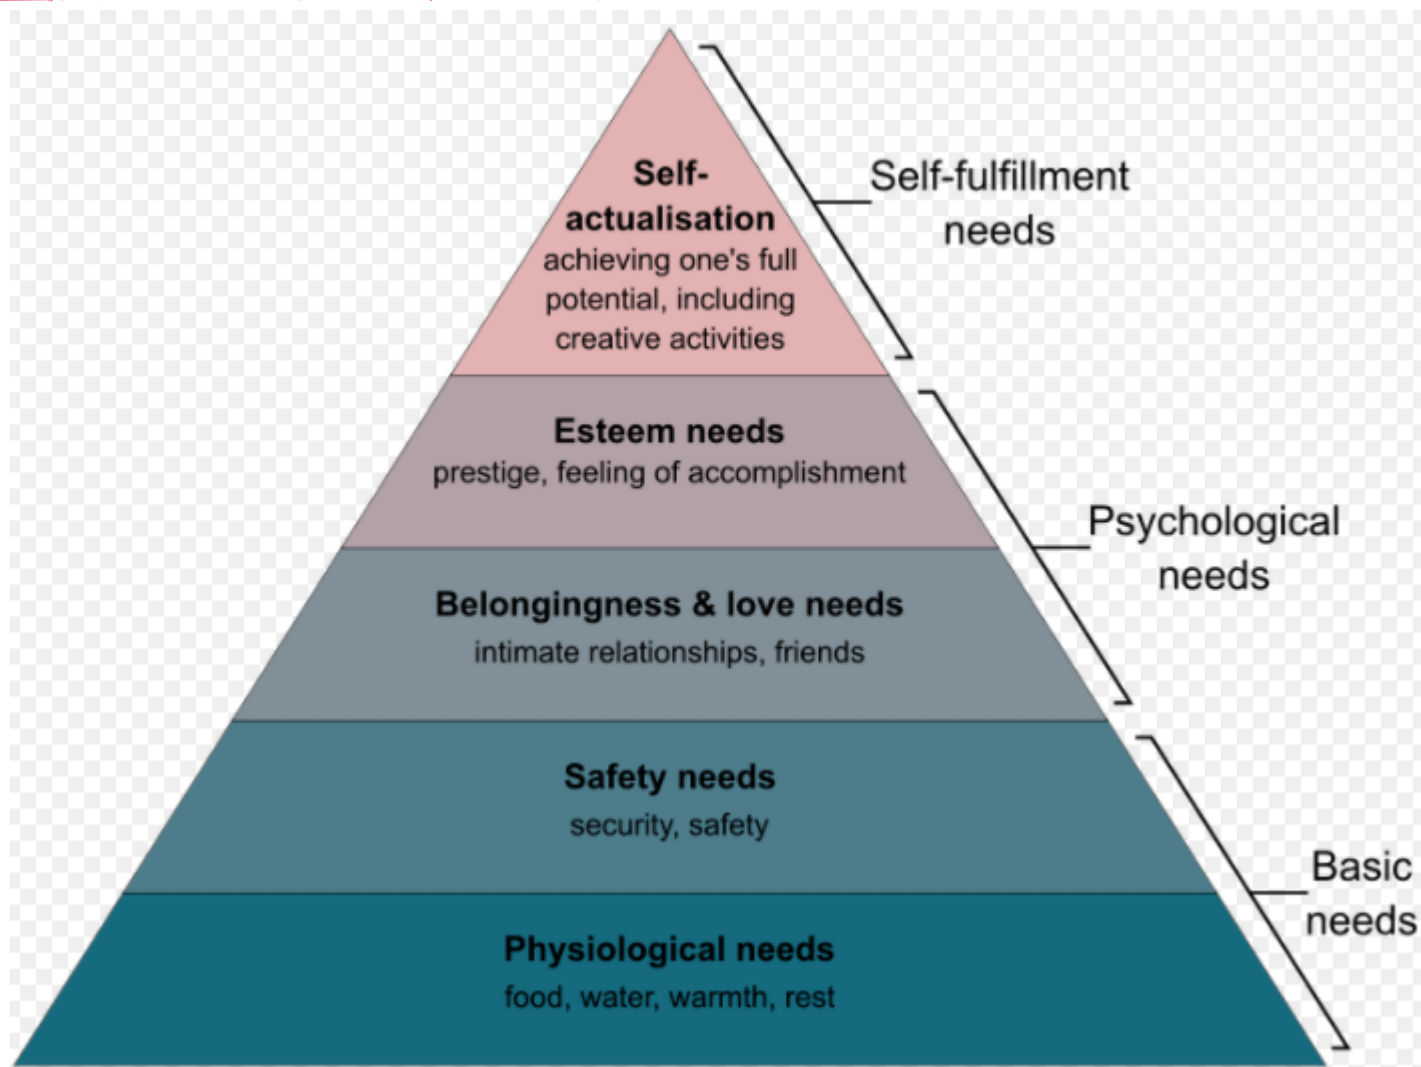 Self-
actualisation
achieving one's full
potential, including
creative activities
Self-fulfillment
needs
Esteem needs
prestige, feeling of accomplishment
Psychological
needs
Belongingness & love needs
intimate relationships, friends
Safety needs
security, safety
Basic
needs
Physiological needs
food, water, warmth, rest